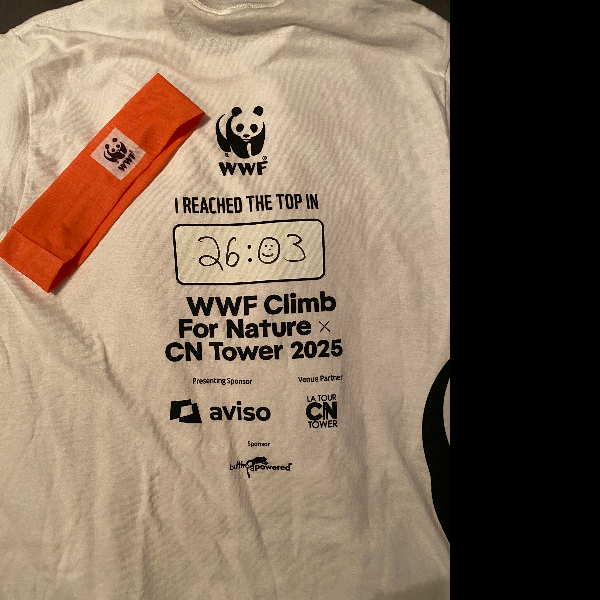 WWF
WWF
I REACHED THE TOP IN
26:03
WWF Climb
For Nature ×
CN Tower 2025
Presenting Sponsor
Venue Partner
aviso
LA TOUR
CN
TOWER
Sponsor
bullfrogpowered